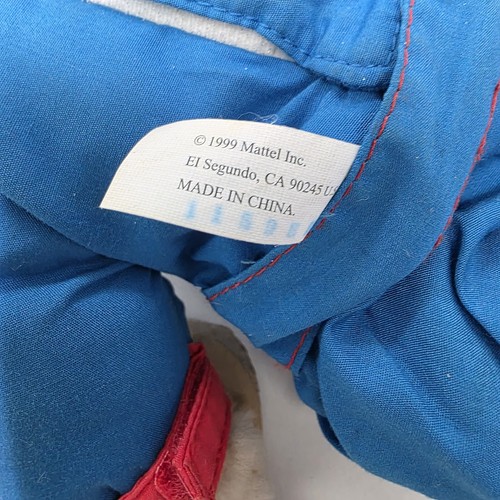 © 1999 Mattel Inc.
El Segundo, CA 90245 U
MADE IN CHINA.